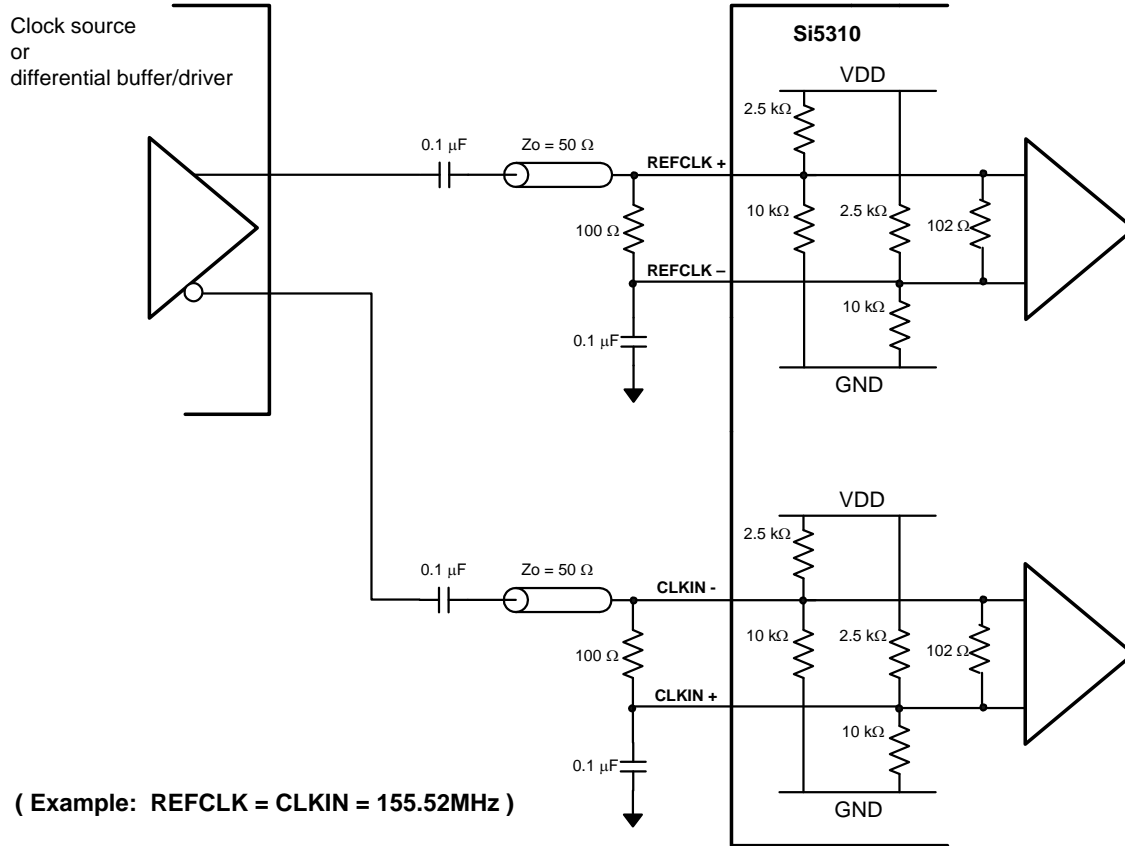 Clock source
or
differential buffer/driver
Si5310
VDD
2.5 kΩ
0.1 μF
Zo = 50 Ω
REFCLK +
10 kΩ
2.5 kΩ
100 Ω
102 Ω
REFCLK –
10 kΩ
0.1 μF
GND
VDD
2.5 kΩ
0.1 μF
Zo = 50 Ω
CLKIN -
10 kΩ
2.5 kΩ
100 Ω
102 Ω
CLKIN +
10 kΩ
0.1 μF
GND
( Example: REFCLK = CLKIN = 155.52MHz )